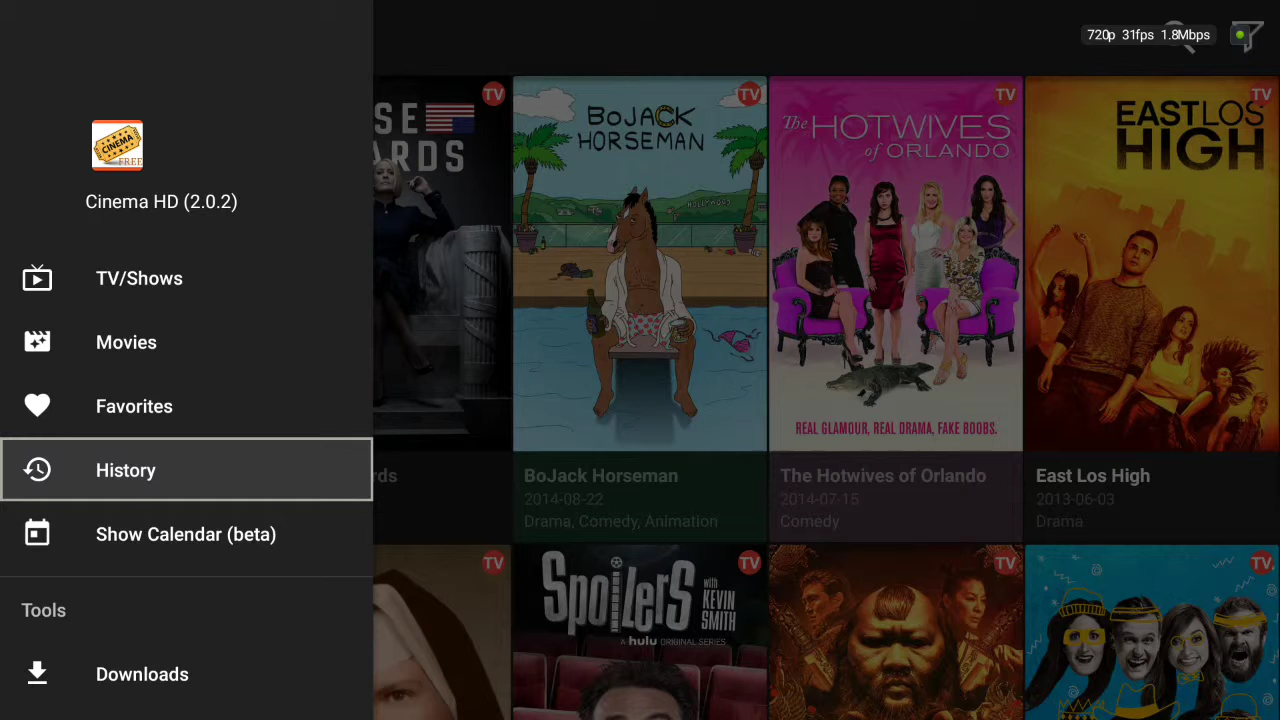 720p 31fps 1.8Mbps
CINEMA
FREE
Cinema HD (2.0.2)
TV/Shows
Movies
Favorites
History
Show Calendar (beta)
Tools
Downloads
TV
SE
ARDS
rds
TV
BoJACK
HORSEMAN
HOLLYWOO
BoJack Horseman
2014-08-22
Drama, Comedy, Animation
TV
The HOTWIVES
of ORLANDO
REAL GLAMOUR, REAL DRAMA, FAKE BOOBS.
The Hotwives of Orlando
2014-07-15
Comedy
TV
EAST LOS
HIGH
East Los High
2013-06-03
Drama
TV
TV
SpoilerS
WITH
KEVIN
SMITH
A hulu ORIGINAL SERIES
TV
TV